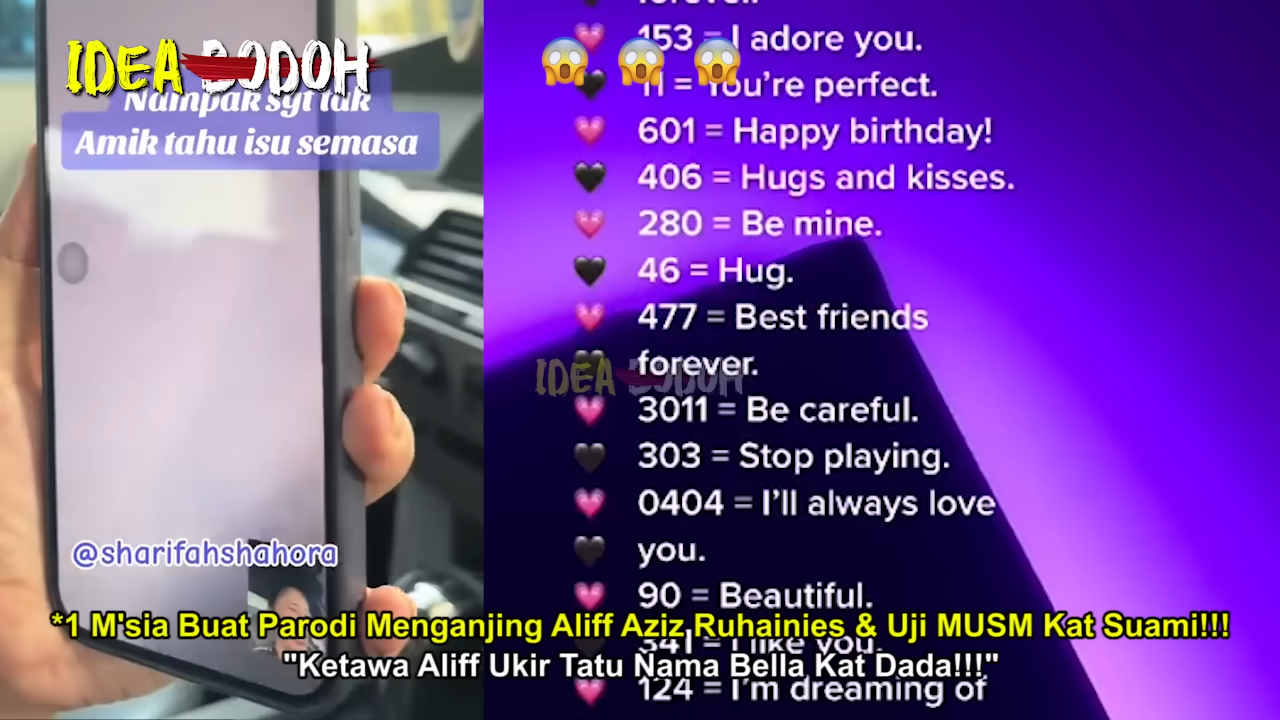 IDEA BODOH
Nampak sgt tak
Amik tahu isu semasa
@sharifahshahora
forever.
153 = I adore you.
11 = You’re perfect.
601 = Happy birthday!
406 = Hugs and kisses.
280 = Be mine.
46 = Hug.
477 = Best friends
forever.
IDEA BODOH
3011 = Be careful.
303 = Stop playing.
0404 = I’ll always love
you.
90 = Beautiful.
341 = I like you.
124 = I’m dreaming of
*1 M'sia Buat Parodi Menganjing Aliff Aziz Ruhainies & Uji MUSM Kat Suami!!!
"Ketawa Aliff Ukir Tatu Nama Bella Kat Dada!!!"